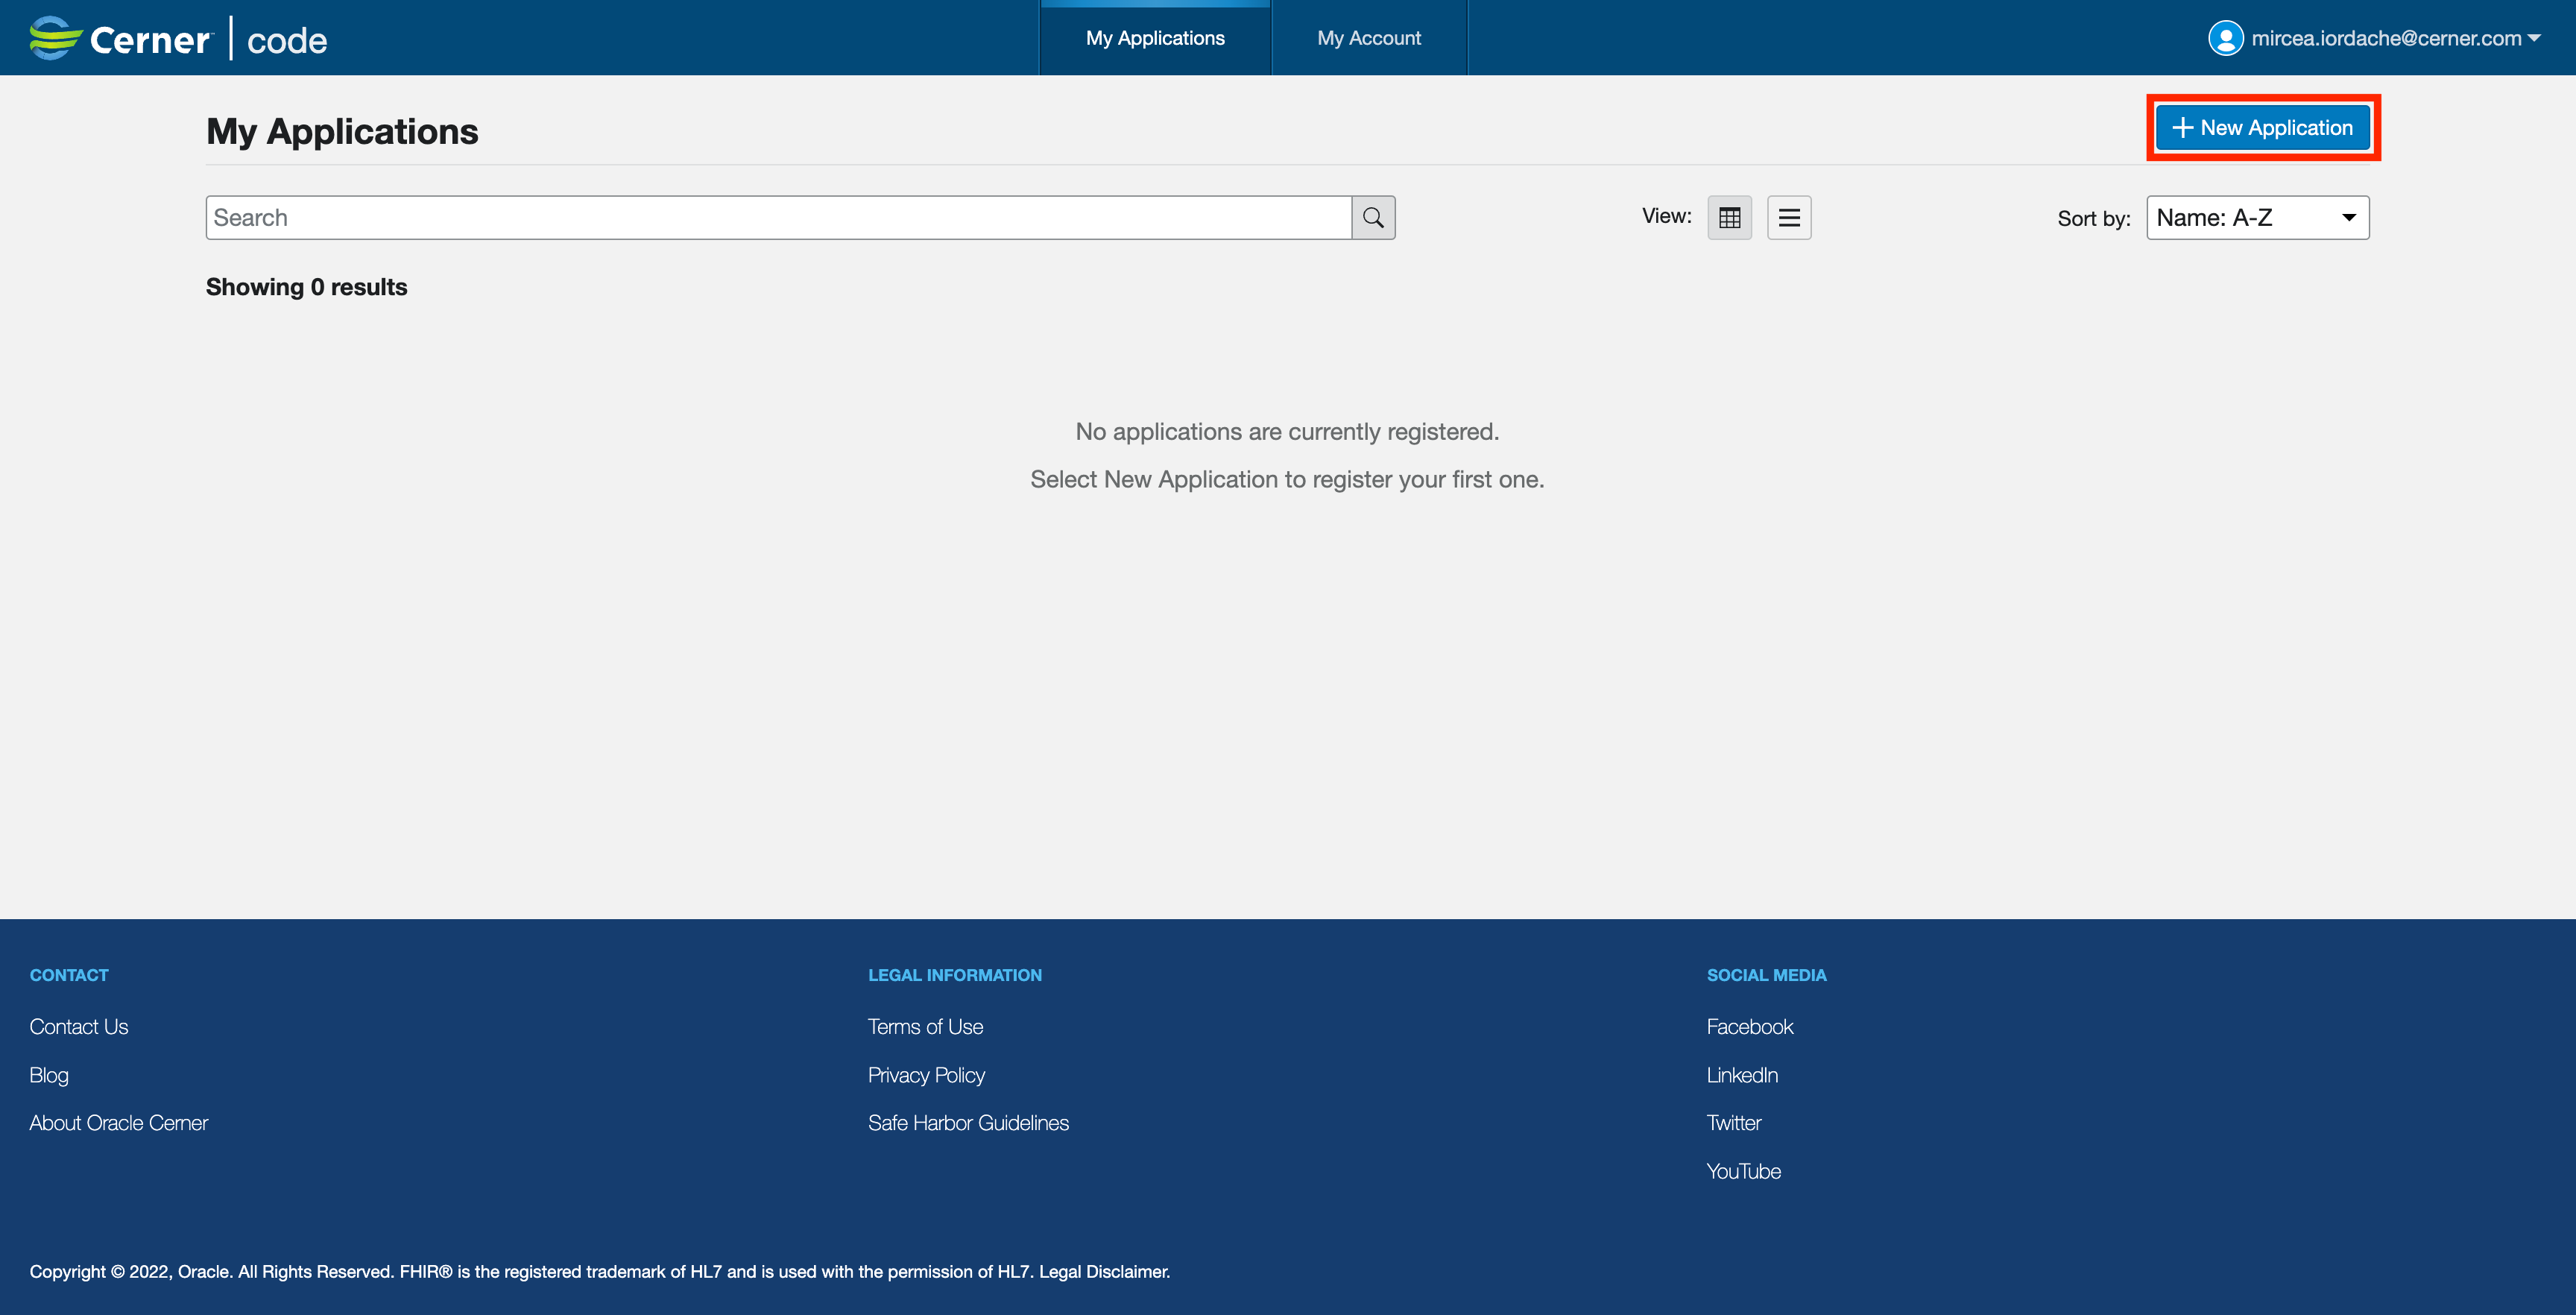 Cerner | code
My Applications
My Account
mircea.iordache@cerner.com
My Applications
New Application
Search
View:
Sort by:
Name: A-Z
Showing 0 results
No applications are currently registered.
Select New Application to register your first one.
CONTACT
Contact Us
Blog
About Oracle Cerner
LEGAL INFORMATION
Terms of Use
Privacy Policy
Safe Harbor Guidelines
SOCIAL MEDIA
Facebook
LinkedIn
Twitter
YouTube
Copyright © 2022, Oracle. All Rights Reserved. FHIR® is the registered trademark of HL7 and is used with the permission of HL7. Legal Disclaimer.